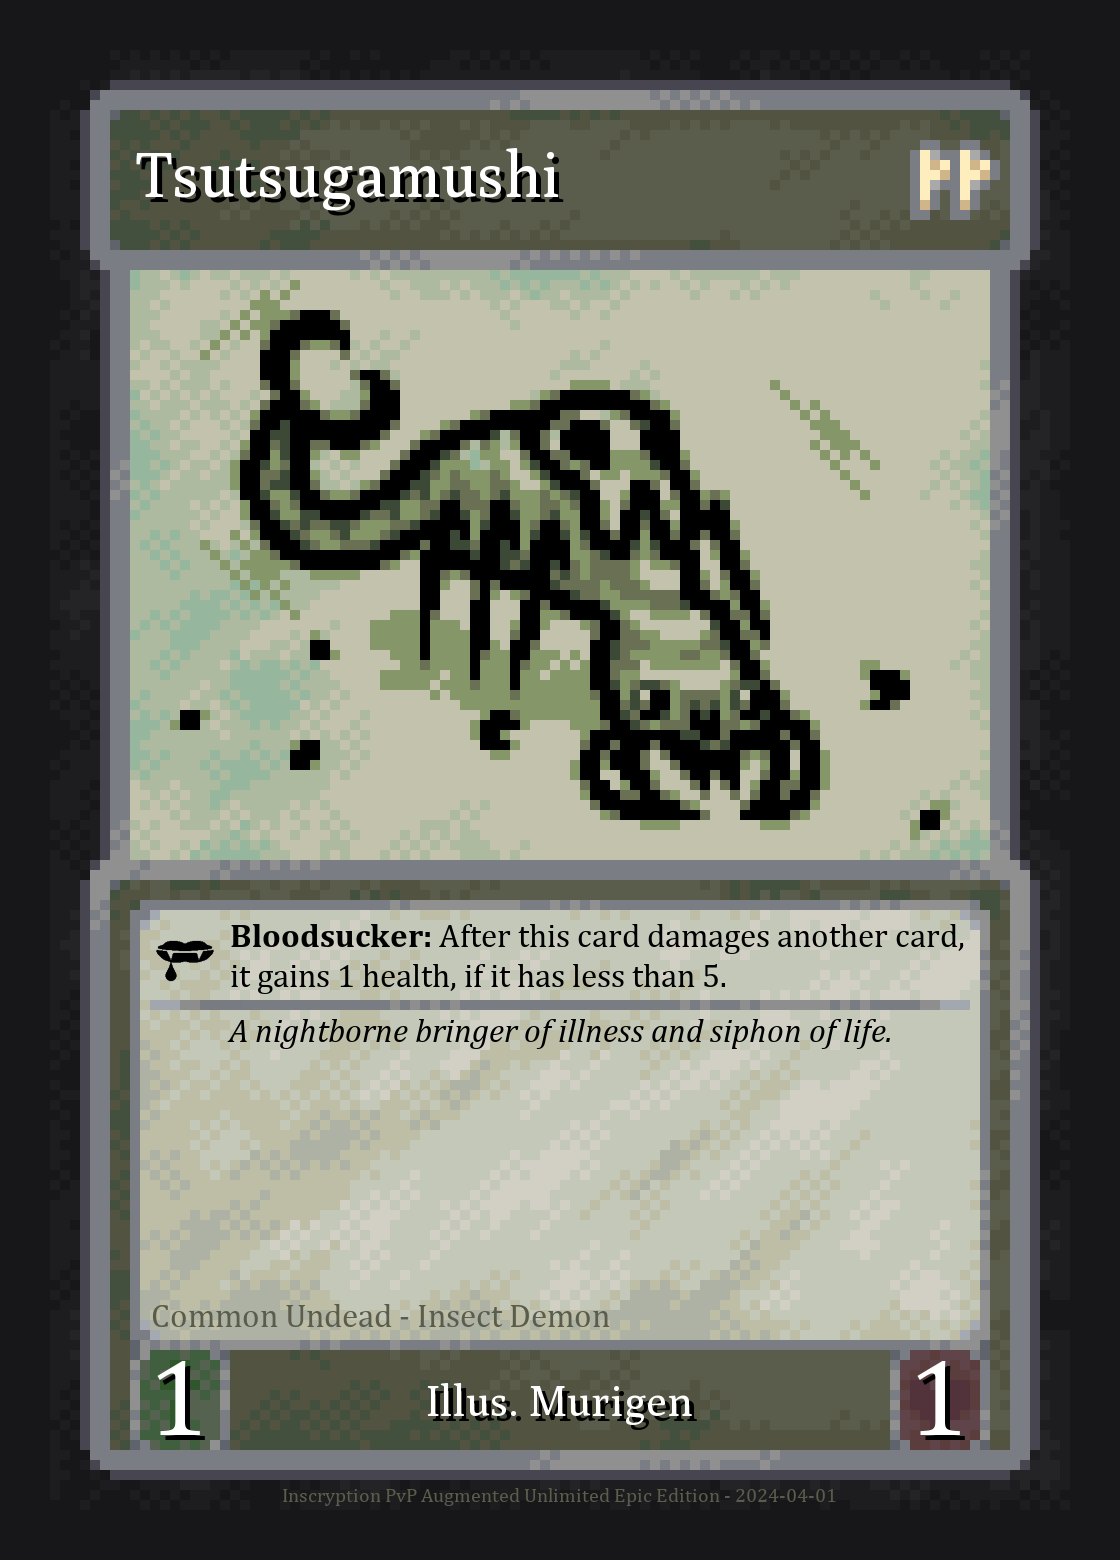 Tsutsugamushi
Bloodsucker: After this card damages another card,
it gains 1 health, if it has less than 5.
A nightborne bringer of illness and siphon of life.
Common Undead - Insect Demon
1
Illus. Murigen
1
Inscryption PvP Augmented Unlimited Epic Edition - 2024-04-01